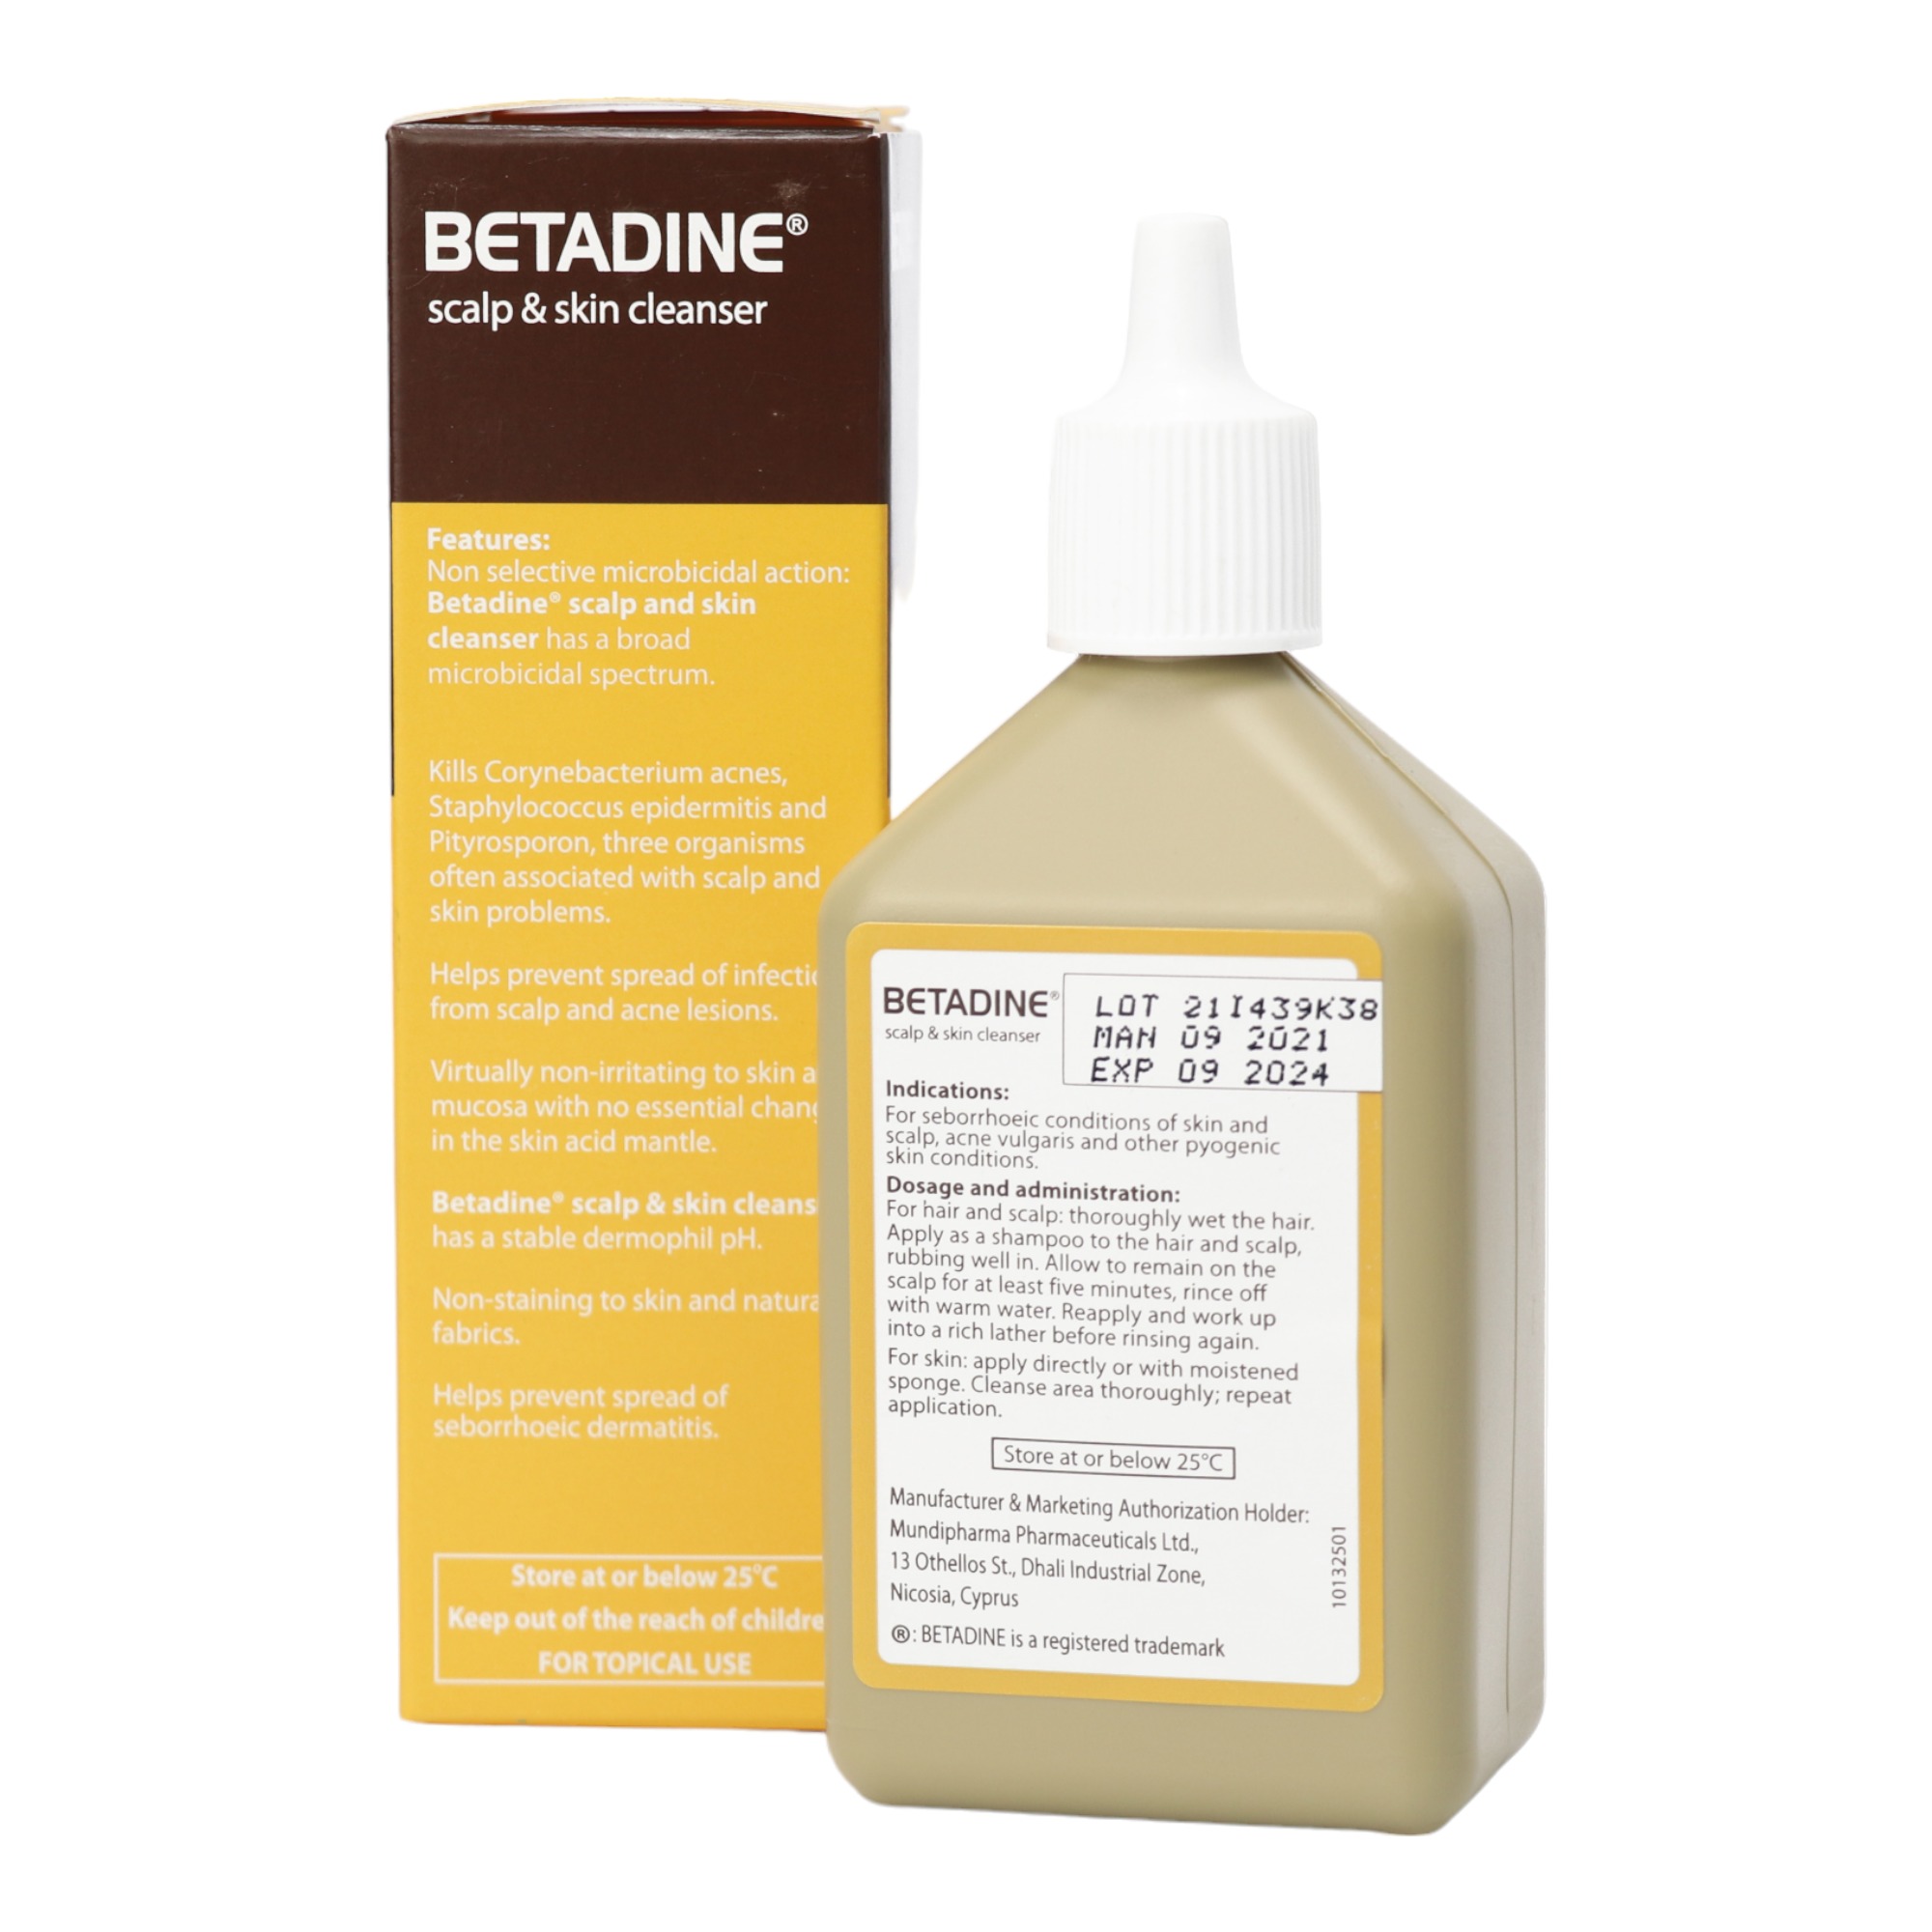 BETADINE®
scalp & skin cleanser
Features:
Non selective microbicidal action:
Betadine® scalp and skin
cleanser has a broad
microbicidal spectrum.
Kills Corynebacterium acnes,
Staphylococcus epidermitis and
Pityrosporon, three organisms
often associated with scalp and
skin problems.
Helps prevent spread of
from scalp and acne lesions.
Virtually non-irritating to skin
mucosa with no essential
in the skin acid mantle.
Betadine® scalp & skin
has a stable dermophil pH.
Non-staining to skin and
fabrics.
Helps prevent spread of
seborrhoeic dermatitis.
Store at or below 25°C
Keep out of the reach of
FOR TOPICAL USE
BETADINE®
scalp & skin cleanser
LOT 21I439K38
MAN 09 2021
EXP 09 2024
Indications:
For seborrhoeic conditions of skin and
scalp, acne vulgaris and other pyogenic
skin conditions.
Dosage and administration:
For hair and scalp: thoroughly wet the hair.
Apply as a shampoo to the hair and scalp,
rubbing well in. Allow to remain on the
scalp for at least five minutes, rince off
with warm water. Reapply and work up
into a rich lather before rinsing again.
For skin: apply directly or with moistened
sponge. Cleanse area thoroughly; repeat
application.
Store at or below 25°C
Manufacturer & Marketing Authorization Holder:
Mundipharma Pharmaceuticals Ltd.,
13 Othellos St., Dhali Industrial Zone,
Nicosia, Cyprus
®: BETADINE is a registered trademark
10132501